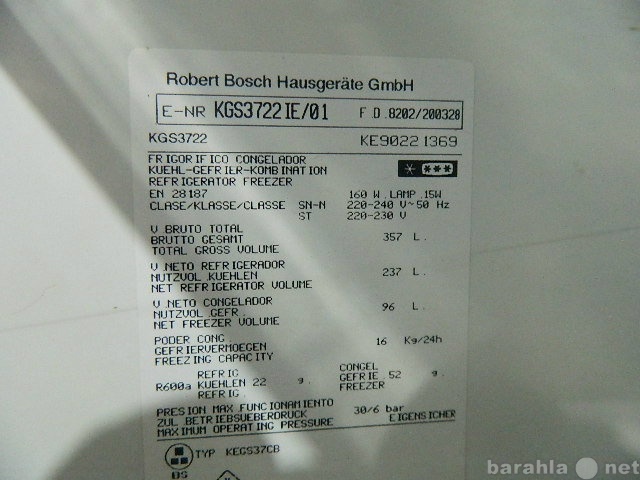 Robert Bosch Hausgeräte GmbH
E-NR KGS3722IE/01 F D .8202/200328
KGS3722 KE90221369
FRIGORIFICO CONGELADOR
KUEHL-GEFRIER-KOMBINATION
REFRIGERATOR FREEZER
EN 28187 160 W .LAMP .15W
CLASE/KLASSE/CLASSE SN-N 220-240 V~50 Hz
ST 220-230 V
V BRUTO TOTAL
BRUTTO GESAMT 357 L .
TOTAL GROSS VOLUME
V .NETO REFRIGERADOR
NUTZVOL .KUEHLEN 237 L .
NET REFRIGERATOR VOLUME
V .NETO CONGELADOR
NUTZVOL .GEFR . 96 L .
NET FREEZER VOLUME
PODER CONG .
GEFRIERVERMOEGEN 16 Kg/24h
FREEZING CAPACITY
REFRIG CONGEL
R600a KUEHLEN 22 g . GEFRIE 52 g .
REFRIG . FREEZER
PRESION MAX FUNCIONAMIENTO
ZUL BETRIEBSUEBERDRUCK 30/6 bar
MAXIMUM OPERATING PRESSURE EIGENSICHER
TYP KEGS37CB
barahla.net